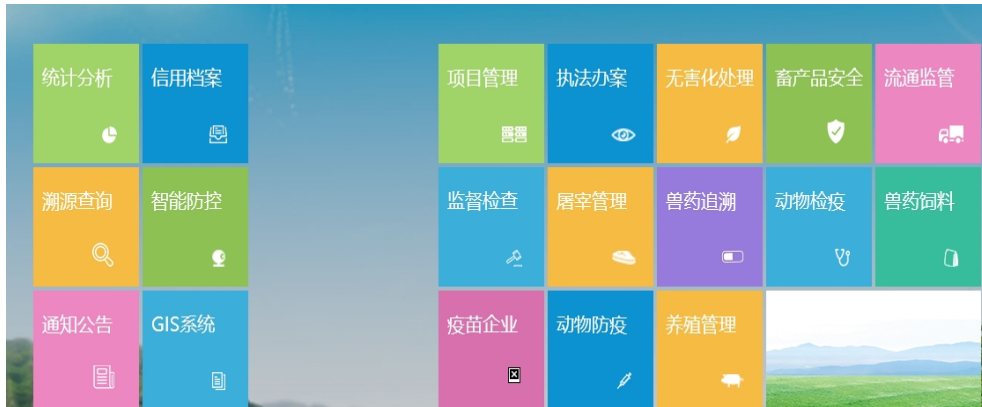 统计分析
信用档案
项目管理
执法办案
无害化处理
畜产品安全
流通监管
溯源查询
智能防控
监督检查
屠宰管理
兽药追溯
动物检疫
兽药饲料
通知公告
GIS系统
疫苗企业
动物防疫
养殖管理